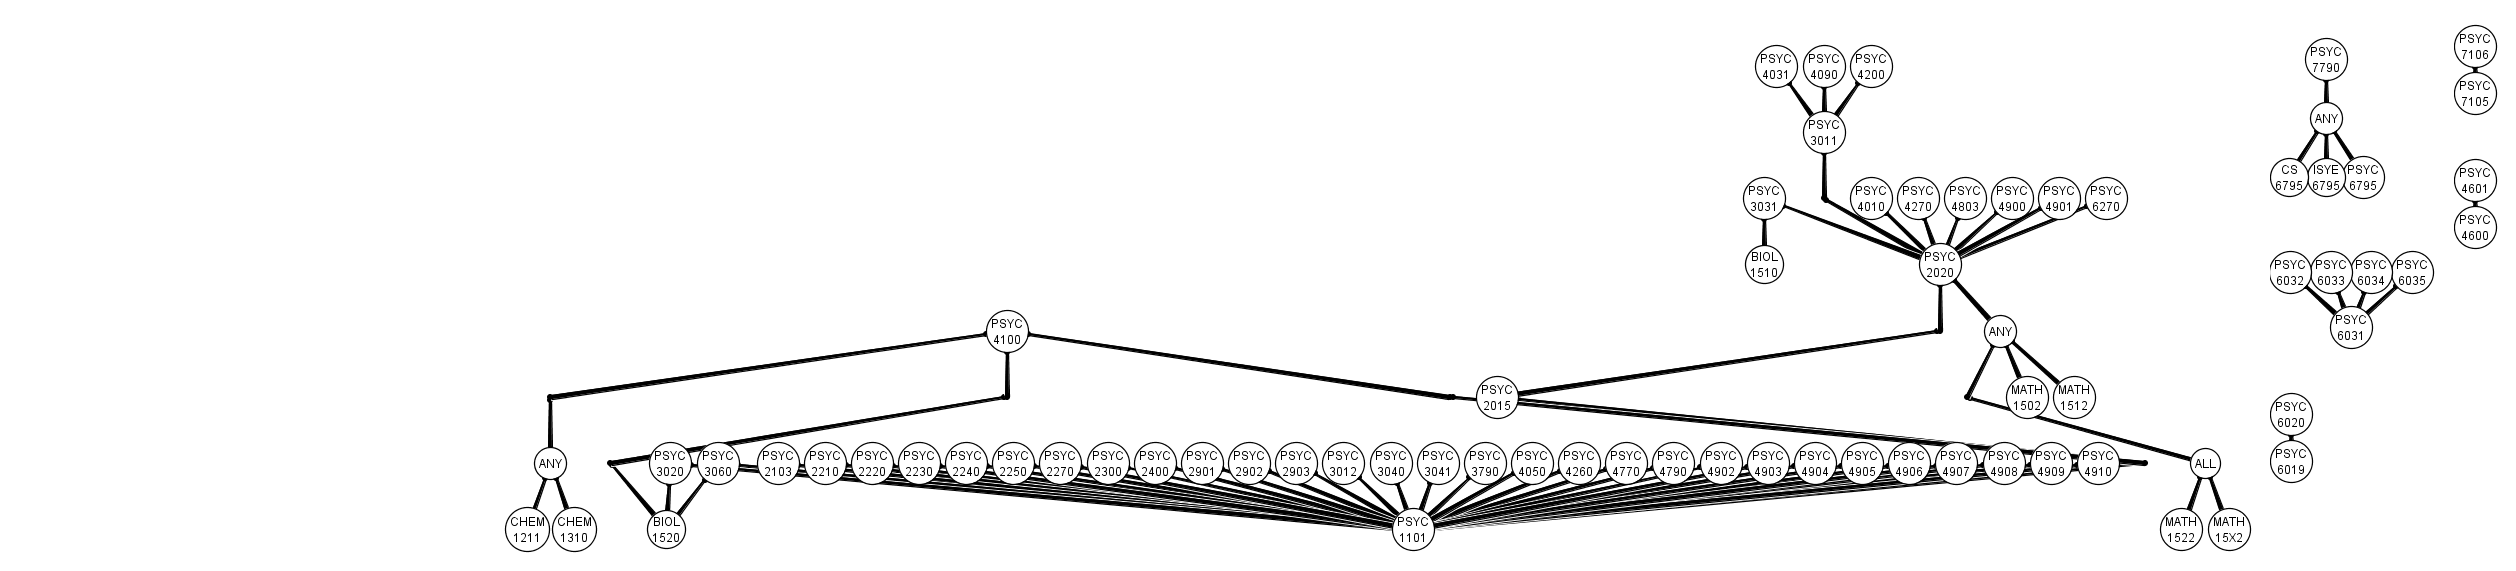 PSYC
7106
PSYC
7790
PSYC
4031
PSYC
4090
PSYC
4200
PSYC
7105
ANY
PSYC
3011
CS
6795
ISYE
6795
PSYC
6795
PSYC
4601
PSYC
3031
PSYC
4010
PSYC
4270
PSYC
4803
PSYC
4900
PSYC
4901
PSYC
6270
PSYC
4600
BIOL
1510
PSYC
2020
PSYC
6032
PSYC
6033
PSYC
6034
PSYC
6035
PSYC
4100
ANY
PSYC
6031
PSYC
2015
MATH
1502
MATH
1512
PSYC
6020
ANY
PSYC
3020
PSYC
3060
PSYC
2103
PSYC
2210
PSYC
2220
PSYC
2230
PSYC
2240
PSYC
2250
PSYC
2270
PSYC
2300
PSYC
2400
PSYC
2901
PSYC
2902
PSYC
2903
PSYC
3012
PSYC
3040
PSYC
3041
PSYC
3790
PSYC
4050
PSYC
4260
PSYC
4770
PSYC
4790
PSYC
4902
PSYC
4903
PSYC
4904
PSYC
4905
PSYC
4906
PSYC
4907
PSYC
4908
PSYC
4909
PSYC
4910
ALL
PSYC
6019
CHEM
1211
CHEM
1310
BIOL
1520
PSYC
1101
MATH
1522
MATH
15X2